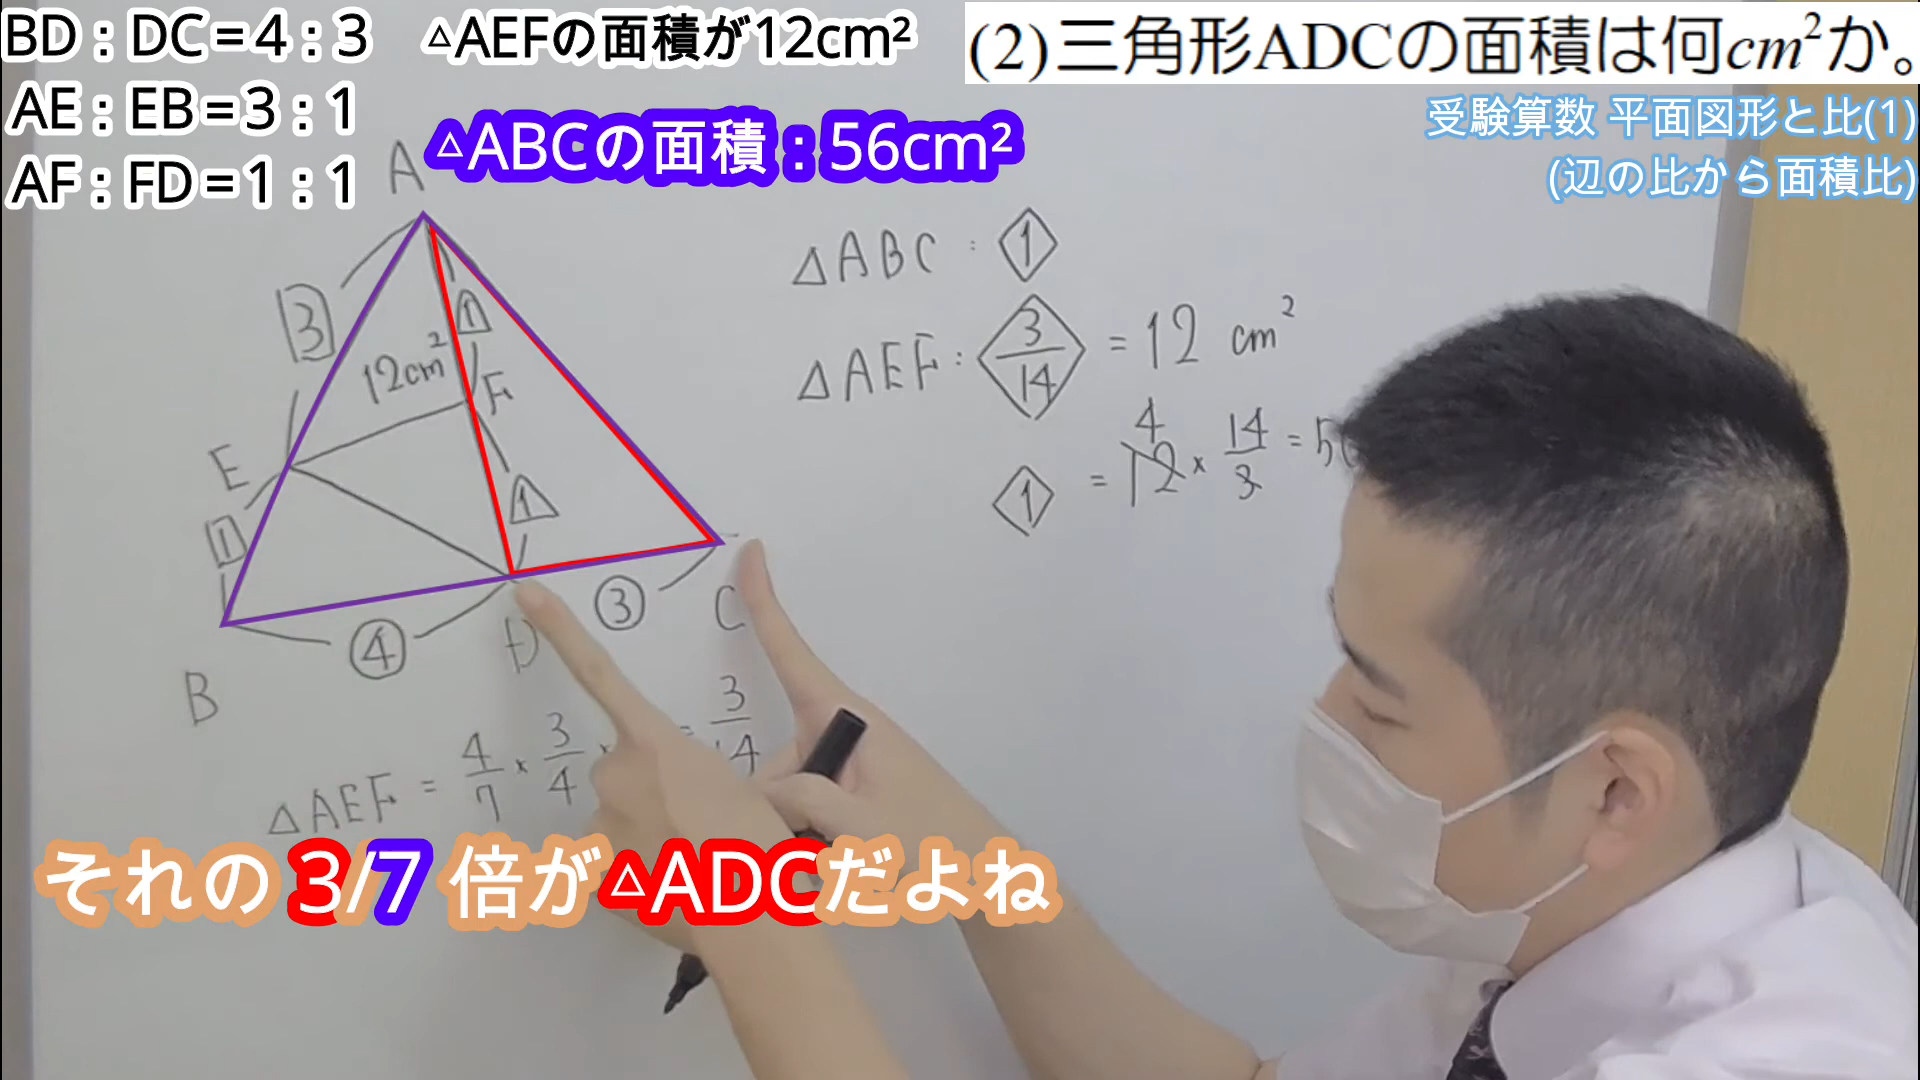 BD：DC＝4：3
△AEFの面積が12cm²
(2)三角形ADCの面積は何cm²か。
AE：EB＝3：1
AF：FD＝1：1
受験算数 平面図形と比(1)
(辺の比から面積比)
△ABCの面積：56cm²
A
3
1
12cm²
F
E
1
1
4
3
B
D
C
△ABC：1
△AEF：3/14 = 12 cm²
4
1 = 12 × 14/3 = 5
△AEF = 4/7 × 3/4 × = 3/14
それの 3/7 倍が△ADCだよね